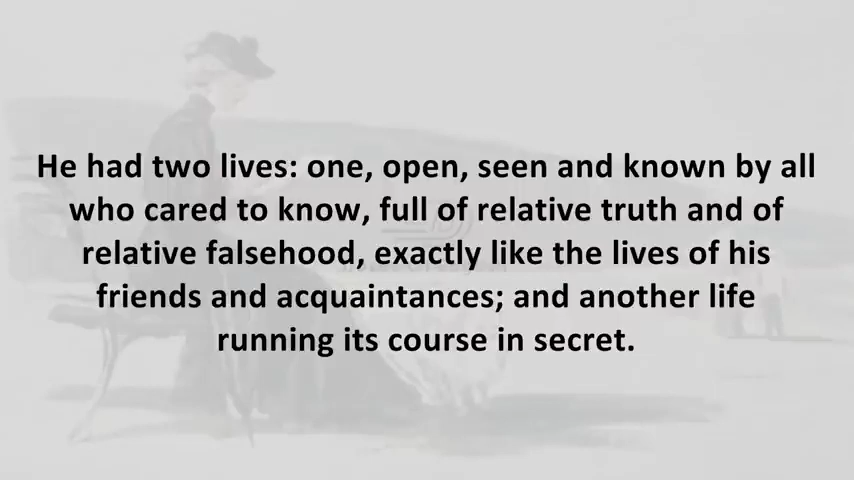 He had two lives: one, open, seen and known by all
who cared to know, full of relative truth and of
relative falsehood, exactly like the lives of his
friends and acquaintances; and another life
running its course in secret.